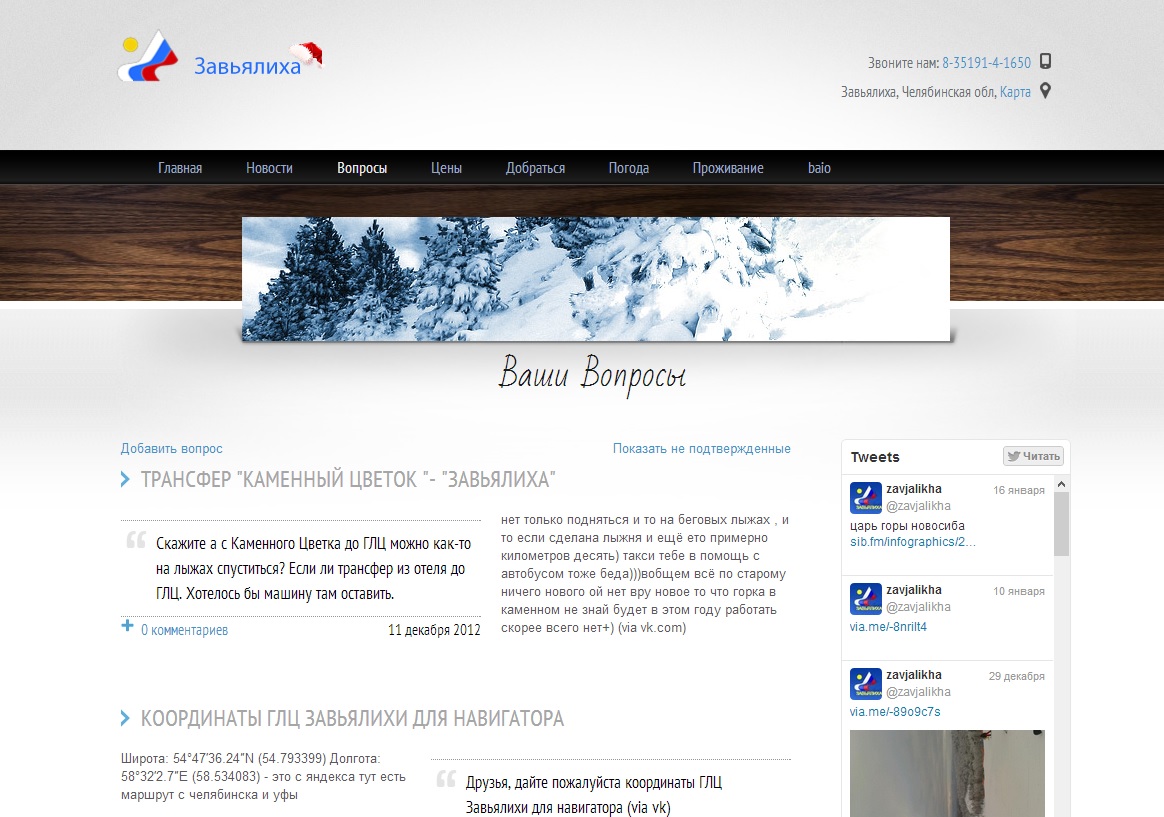 Завьялиха
Звоните нам: 8-35191-4-1650
Завьялиха, Челябинская обл, Карта
Главная Новости Вопросы Цены Добраться Погода Проживание baio
Ваши Вопросы
Добавить вопрос
Показать не подтвержденные
ТРАНСФЕР "КАМЕННЫЙ ЦВЕТОК "- "ЗАВЬЯЛИХА"
Скажите а с Каменного Цветка до ГЛЦ можно как-то
на лыжах спуститься? Если ли трансфер из отеля до
ГЛЦ. Хотелось бы машину там оставить.
0 комментариев
11 декабря 2012
нет только подняться и то на беговых лыжах , и
то если сделана лыжня и ещё ето примерно
километров десять) такси тебе в помощь с
автобусом тоже беда)))вобщем всё по старому
ничего нового ой нет вру новое то что горка в
каменном не знай будет в этом году работать
скорее всего нет+) (via vk.com)
КООРДИНАТЫ ГЛЦ ЗАВЬЯЛИХИ ДЛЯ НАВИГАТОРА
Широта: 54°47′36.24″N (54.793399) Долгота:
58°32′2.7″E (58.534083) - это с яндекса тут есть
маршрут с челябинска и уфы
Друзья, дайте пожалуйста координаты ГЛЦ
Завьялихи для навигатора (via vk)
Tweets
Читать
zavjalikha
16 января
@zavjalikha
царь горы новосиба
sib.fm/infographics/2…
zavjalikha
10 января
@zavjalikha
via.me/-8nrilt4
zavjalikha
29 декабря
@zavjalikha
via.me/-89o9c7s